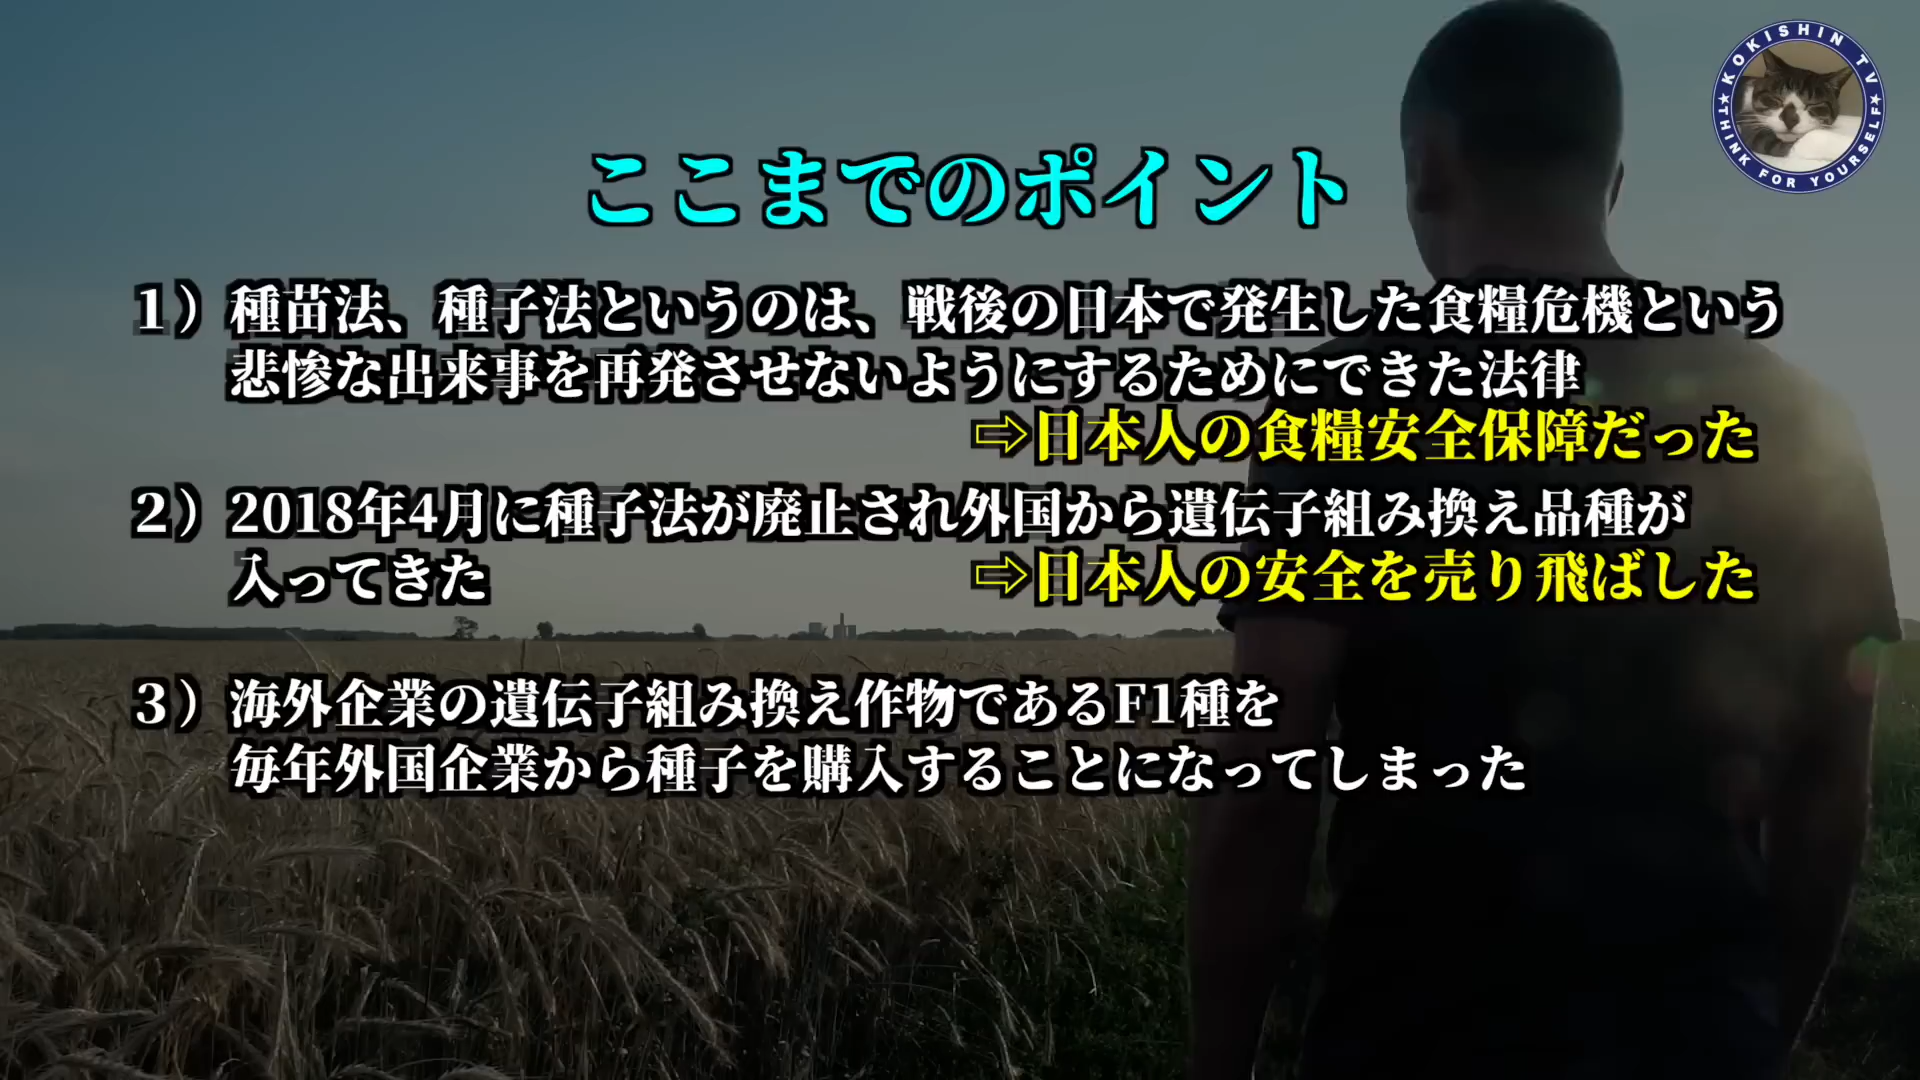 KOKISHIN TV
THINK FOR YOURSELF
ここまでのポイント
1）種苗法、種子法というのは、戦後の日本で発生した食糧危機という
悲惨な出来事を再発させないようにするためにできた法律
⇨日本人の食糧安全保障だった
2）2018年4月に種子法が廃止され外国から遺伝子組み換え品種が
入ってきた
⇨日本人の安全を売り飛ばした
3）海外企業の遺伝子組み換え作物であるF1種を
毎年外国企業から種子を購入することになってしまった